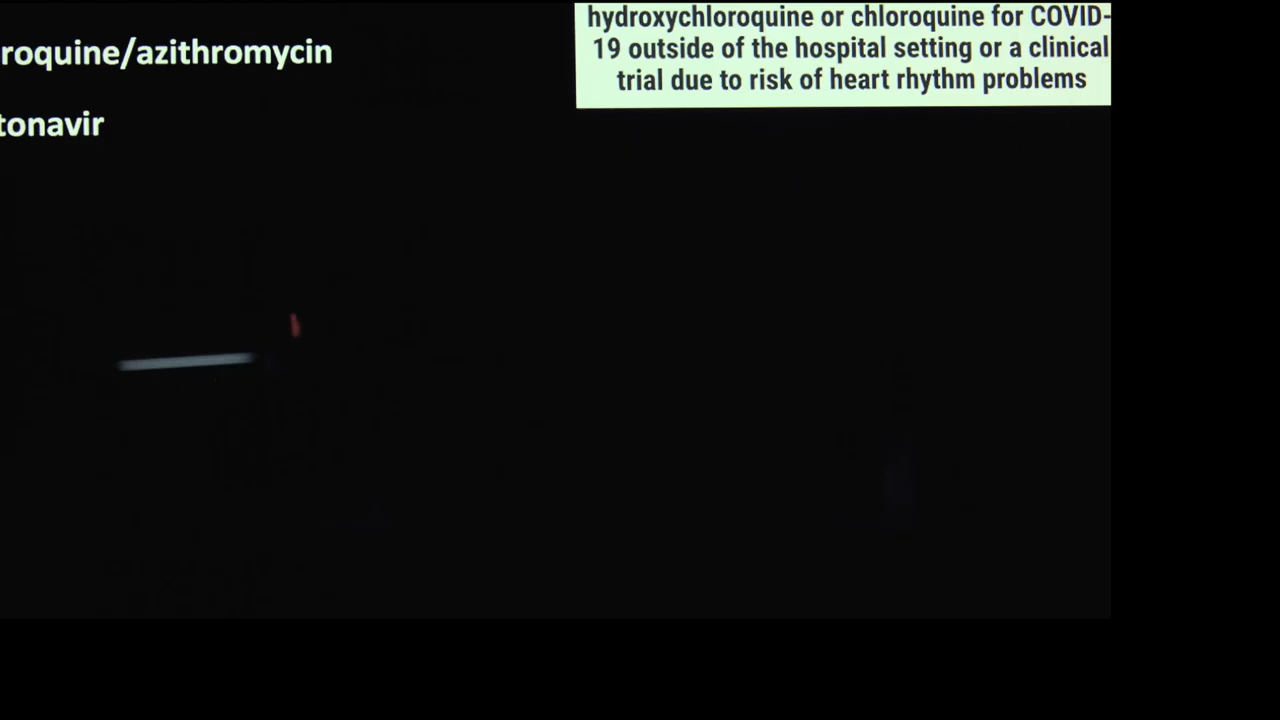 roquine/azithromycin
tonavir
hydroxychloroquine or chloroquine for COVID-
19 outside of the hospital setting or a clinical
trial due to risk of heart rhythm problems